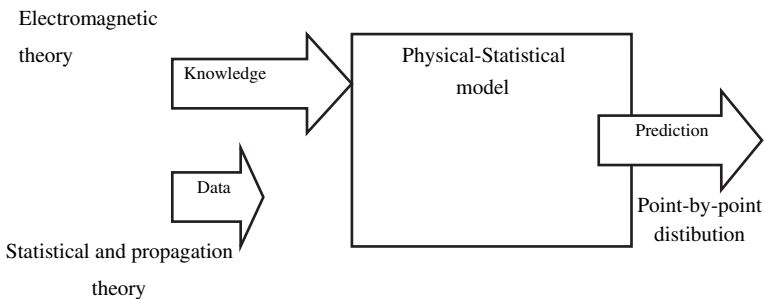 Electromagnetic
theory
Knowledge
Physical-Statistical
model
Prediction
Data
Point-by-point
distibution
Statistical and propagation
theory